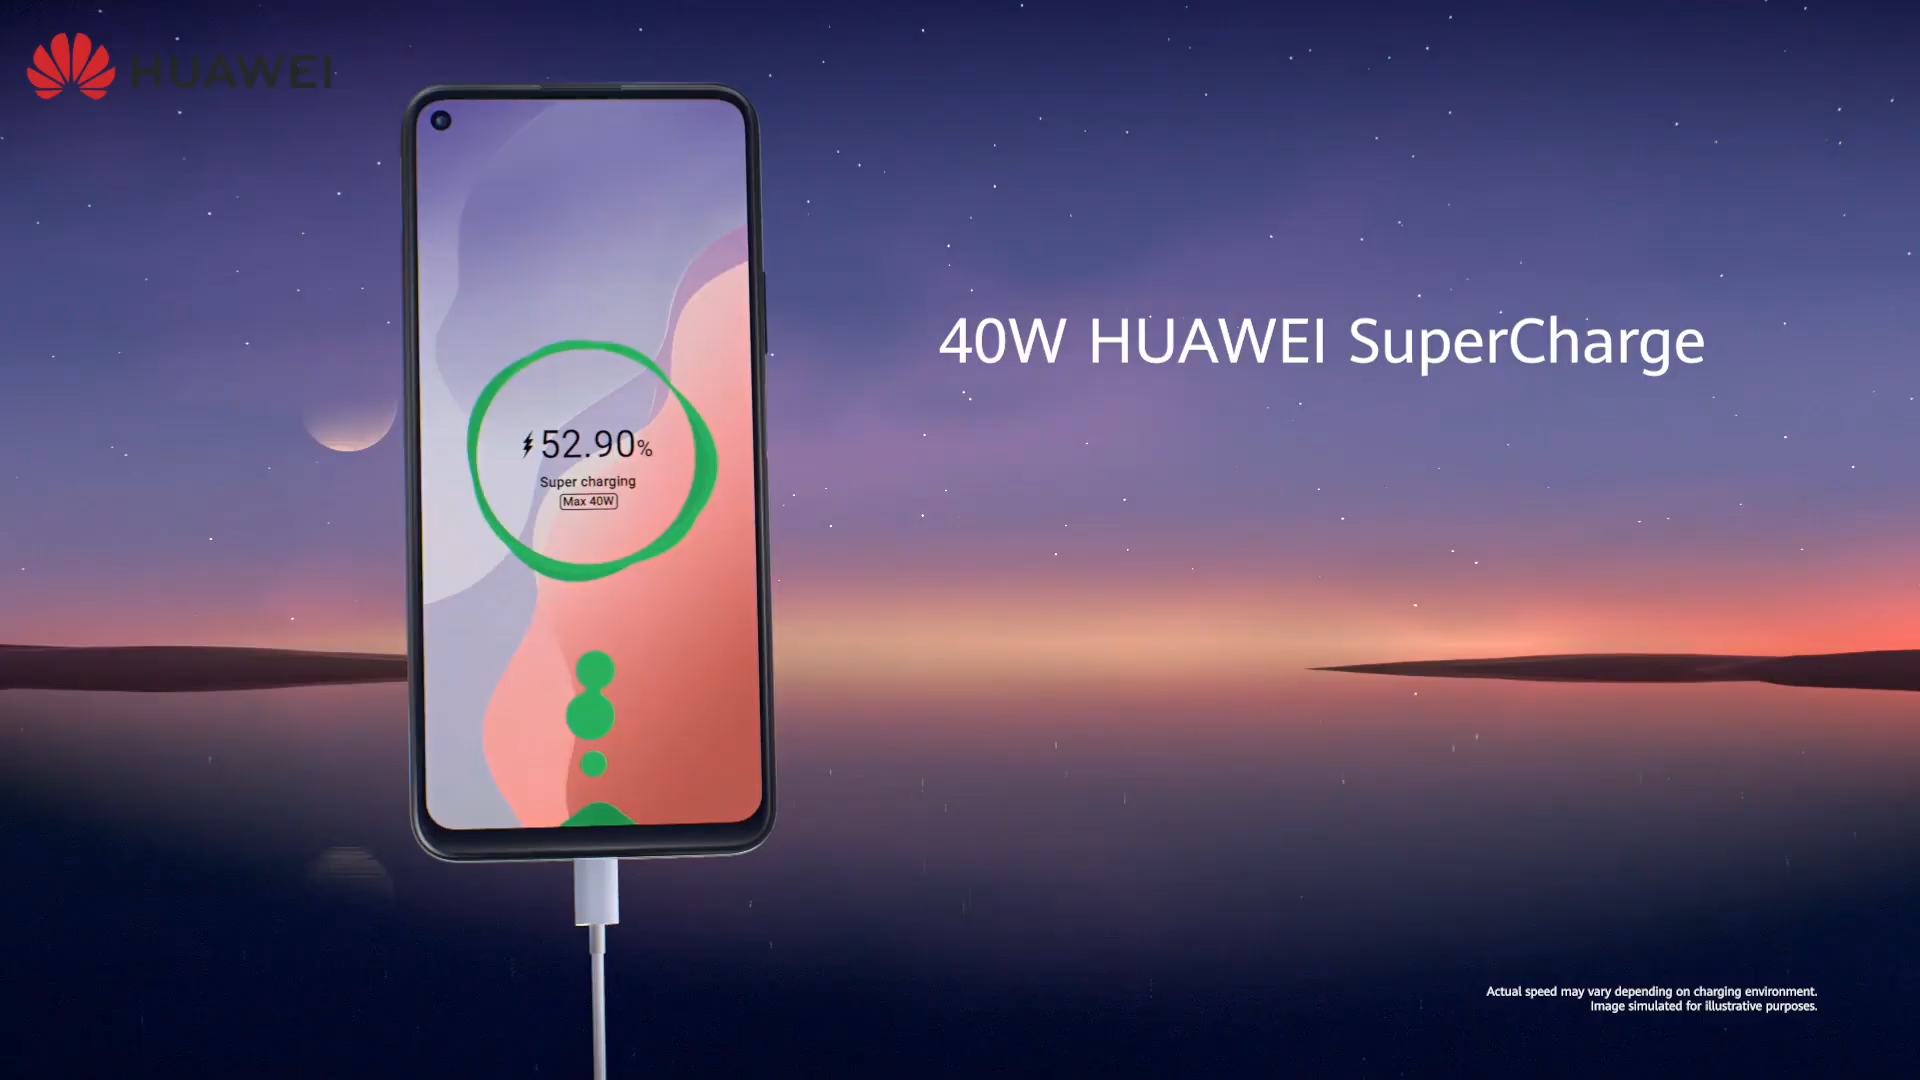 HUAWEI
40W HUAWEI SuperCharge
52.90%
Super charging
Max 40W
Actual speed may vary depending on charging environment.
Image simulated for illustrative purposes.